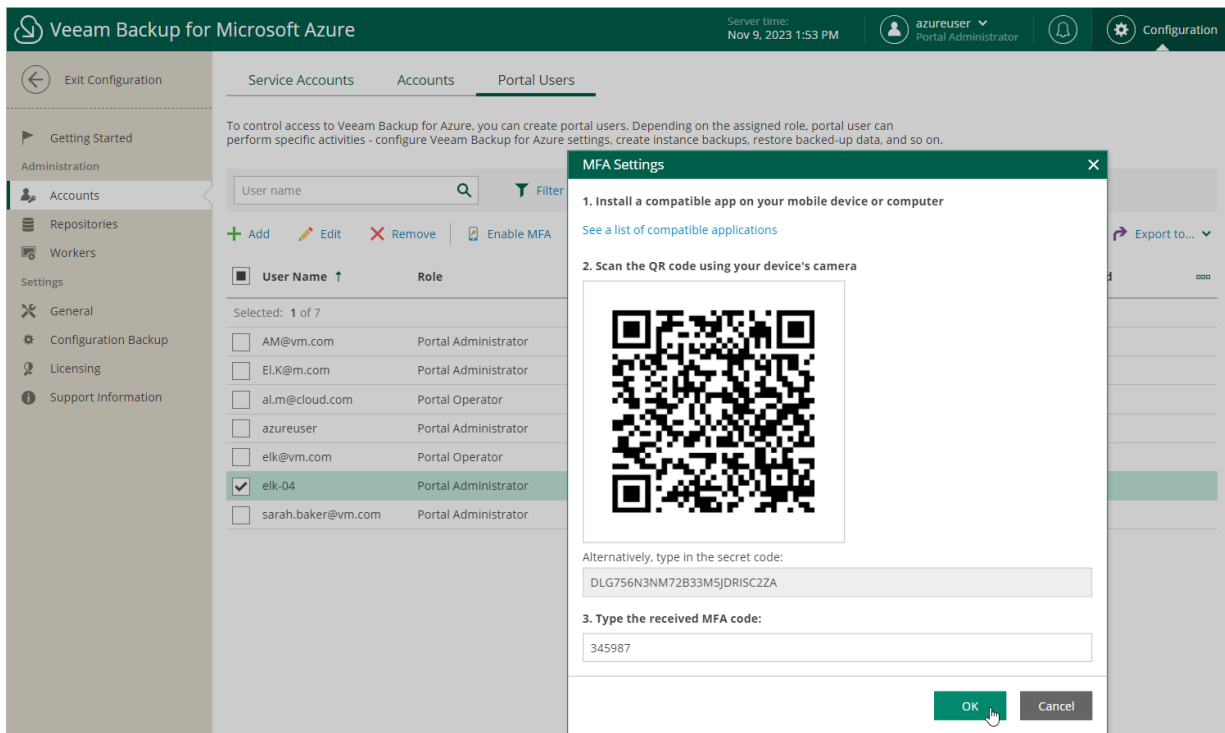 Veeam Backup for Microsoft Azure
Server time:
Nov 9, 2023 1:53 PM
azureuser
Portal Administrator
Configuration
Exit Configuration
Getting Started
Administration
Accounts
Repositories
Workers
Settings
General
Configuration Backup
Licensing
Support Information
Service Accounts Accounts Portal Users
To control access to Veeam Backup for Azure, you can create portal users. Depending on the assigned role, portal user can
perform specific activities - configure Veeam Backup for Azure settings, create instance backups, restore backed-up data, and so on.
User name Filter
Add Edit Remove Enable MFA Export to...
User Name Role
Selected: 1 of 7
AM@vm.com Portal Administrator
El.K@m.com Portal Administrator
al.m@cloud.com Portal Operator
azureuser Portal Administrator
elk@vm.com Portal Operator
elk-04 Portal Administrator
sarah.baker@vm.com Portal Administrator
MFA Settings
1. Install a compatible app on your mobile device or computer
See a list of compatible applications
2. Scan the QR code using your device's camera
Alternatively, type in the secret code:
DLG756N3NM72B33M5JDRISC2ZA
3. Type the received MFA code:
345987
OK Cancel